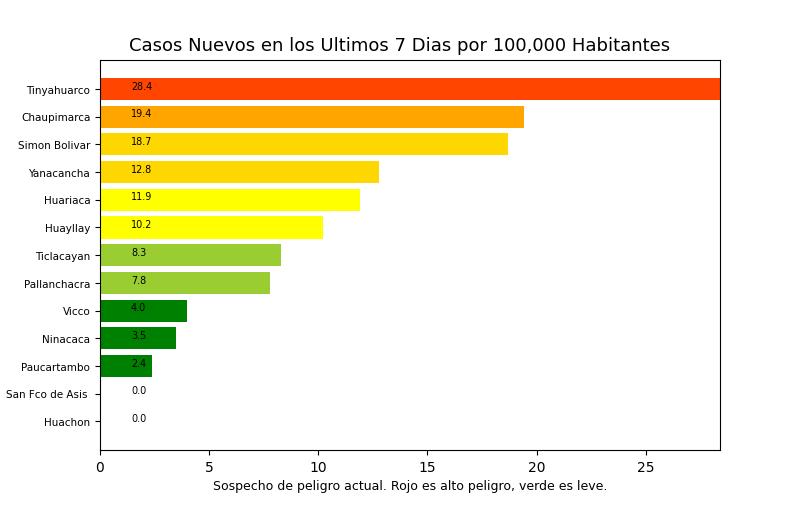 Casos Nuevos en los Ultimos 7 Dias por 100,000 Habitantes
Tinyahuarco 28.4
Chaupimarca 19.4
Simon Bolivar 18.7
Yanacancha 12.8
Huariaca 11.9
Huayllay 10.2
Ticlacayan 8.3
Pallanchacra 7.8
Vicco 4.0
Ninacaca 3.5
Paucartambo 2.4
San Fco de Asis 0.0
Huachon 0.0
0 5 10 15 20 25
Sospecho de peligro actual. Rojo es alto peligro, verde es leve.